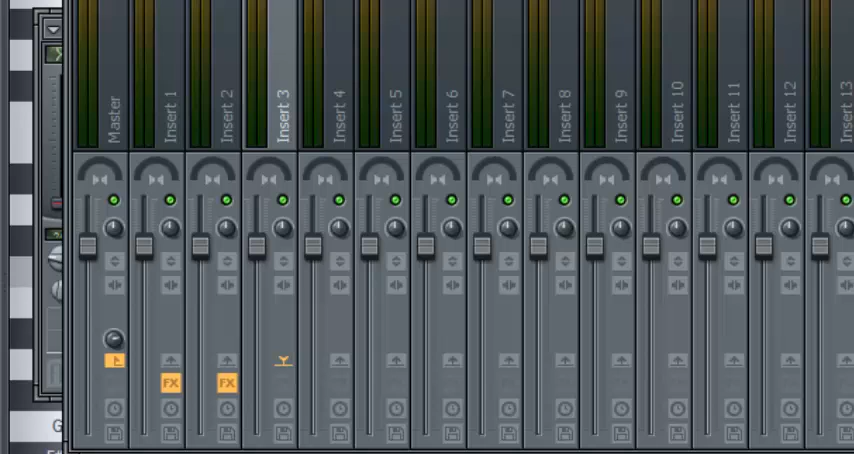 Master
Insert 1
Insert 2
Insert 3
Insert 4
Insert 5
Insert 6
Insert 7
Insert 8
Insert 9
Insert 10
Insert 11
Insert 12
Insert 13
FX
FX
G